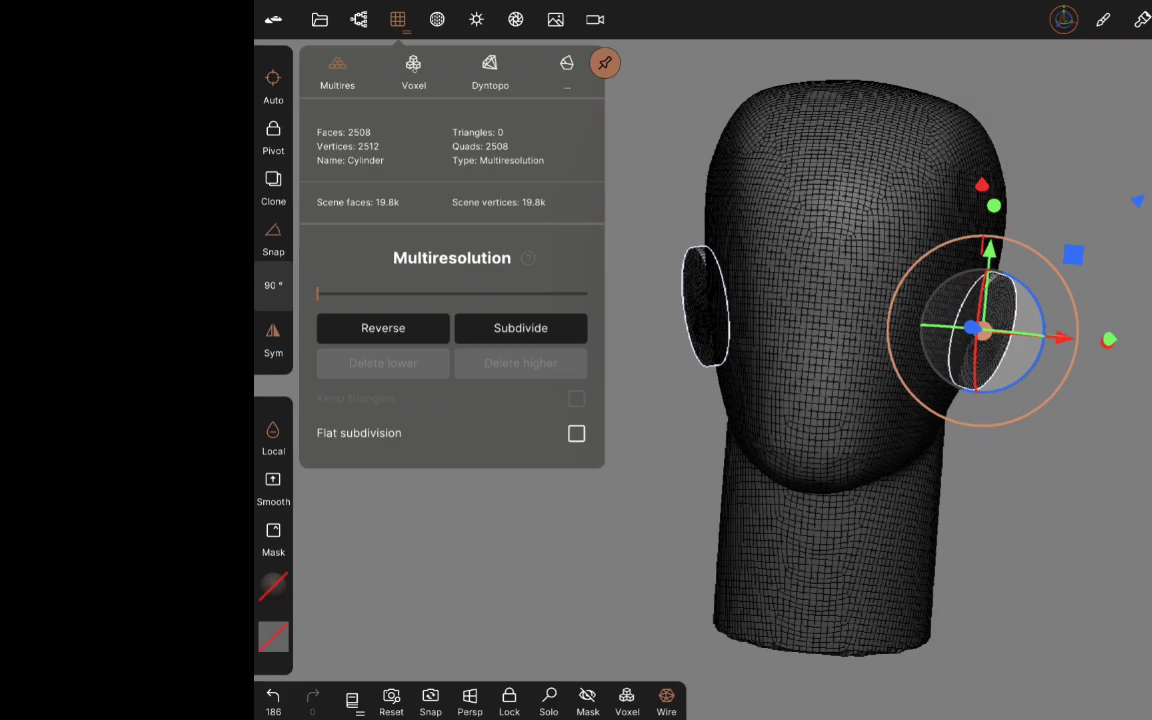 Auto
Pivot
Clone
Snap
90 °
Sym
Local
Smooth
Mask
Multires
Voxel
Dyntopo
...
Faces: 2508
Triangles: 0
Vertices: 2512
Quads: 2508
Name: Cylinder
Type: Multiresolution
Scene faces: 19.8k
Scene vertices: 19.8k
Multiresolution ?
Reverse
Subdivide
Delete lower
Delete higher
Keep triangles
Flat subdivision
186
0
Reset
Snap
Persp
Lock
Solo
Mask
Voxel
Wire